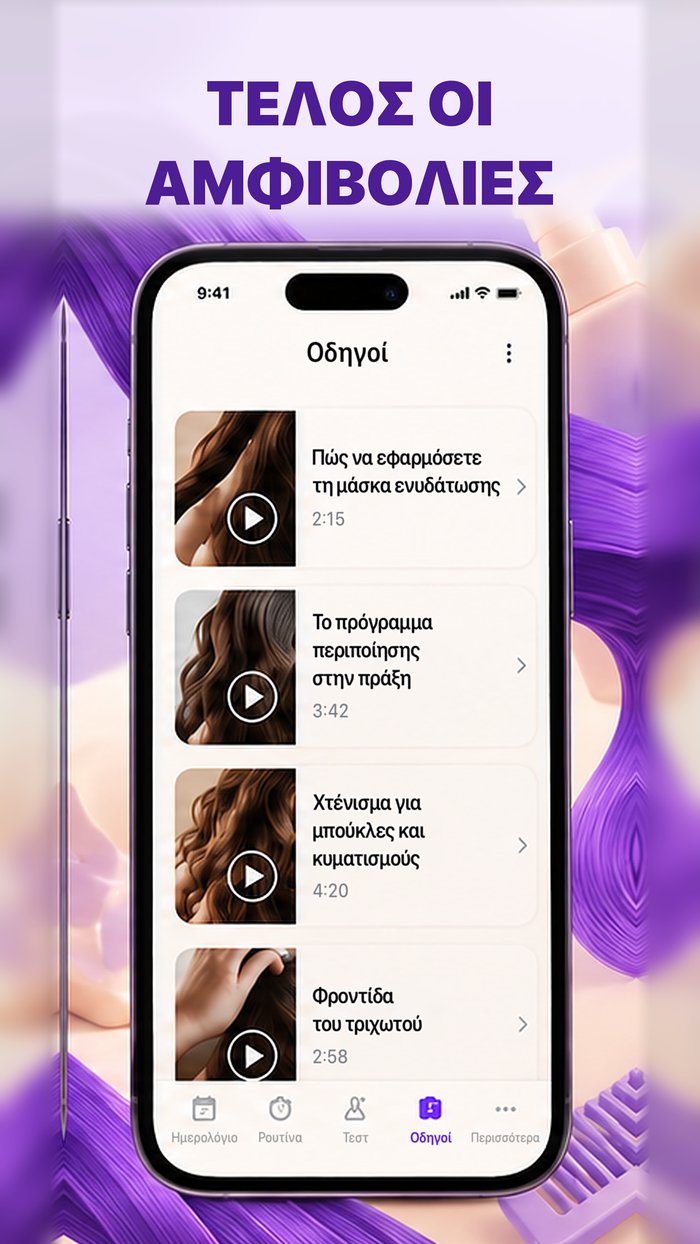 ΤΕΛΟΣ ΟΙ
ΑΜΦΙΒΟΛΙΕΣ
9:41
Οδηγοί
Πώς να εφαρμόσετε
τη μάσκα ενυδάτωσης
2:15
Το πρόγραμμα
περιποίησης
στην πράξη
3:42
Χτένισμα για
μπούκλες και
κυματισμούς
4:20
Φροντίδα
του τριχωτού
2:58
Ημερολόγιο Ρουτίνα Τεστ Οδηγοί Περισσότερα